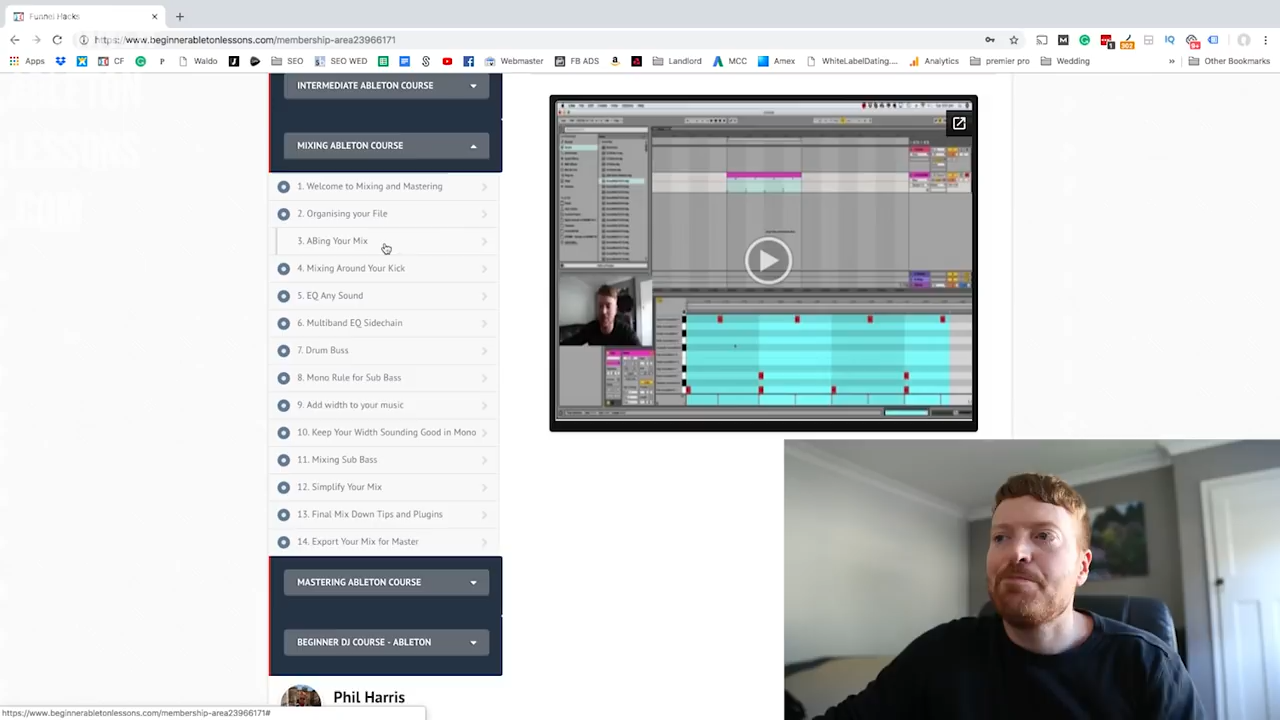 Funnel Hacks
https://www.beginnerabletonlessons.com/membership-area23966171
Apps
CF
Waldo
SEO
SEO WED
Webmaster
FB ADS
Landlord
MCC
Amex
WhiteLabelDating....
Analytics
premier pro
Wedding
Other Bookmarks
INTERMEDIATE ABLETON COURSE
MIXING ABLETON COURSE
1. Welcome to Mixing and Mastering
2. Organising your File
3. ABing Your Mix
4. Mixing Around Your Kick
5. EQ Any Sound
6. Multiband EQ Sidechain
7. Drum Buss
8. Mono Rule for Sub Bass
9. Add width to your music
10. Keep Your Width Sounding Good in Mono
11. Mixing Sub Bass
12. Simplify Your Mix
13. Final Mix Down Tips and Plugins
14. Export Your Mix for Master
MASTERING ABLETON COURSE
BEGINNER DJ COURSE - ABLETON
Phil Harris
https://www.beginnerabletonlessons.com/membership-area23966171#